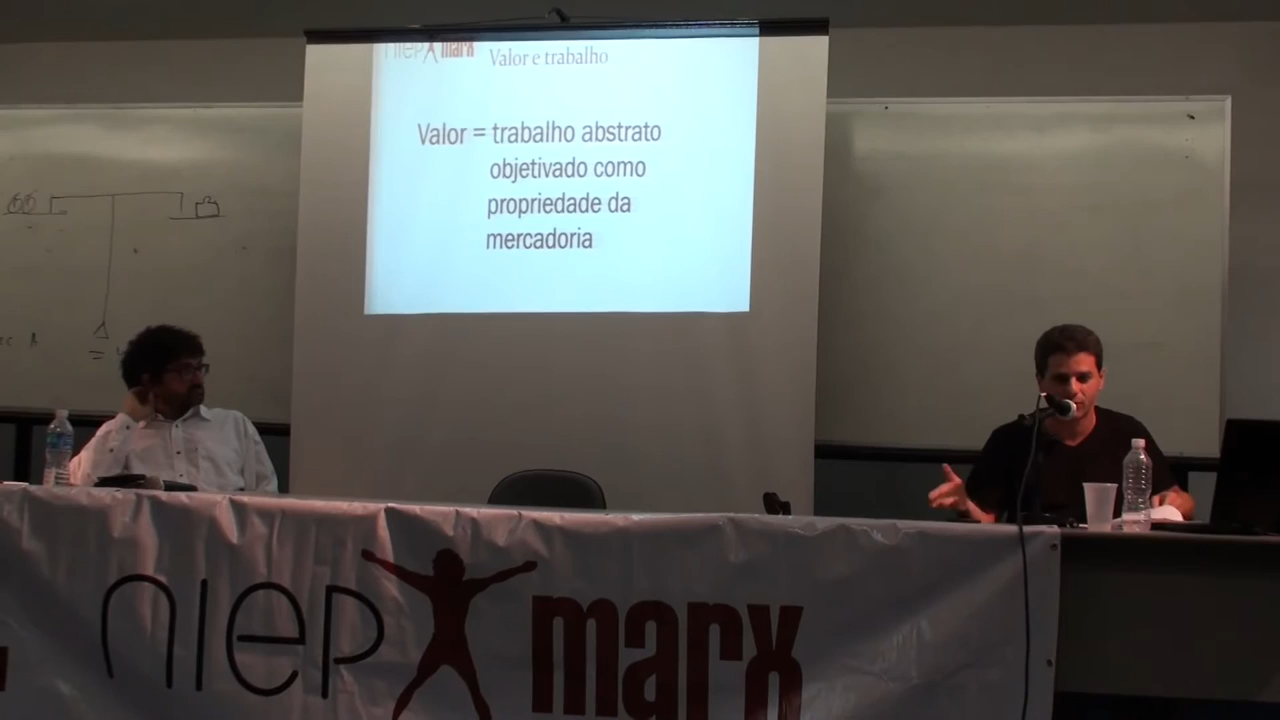 niep marx
Valor e trabalho
Valor = trabalho abstrato
objetivado como
propriedade da
mercadoria
niep marx